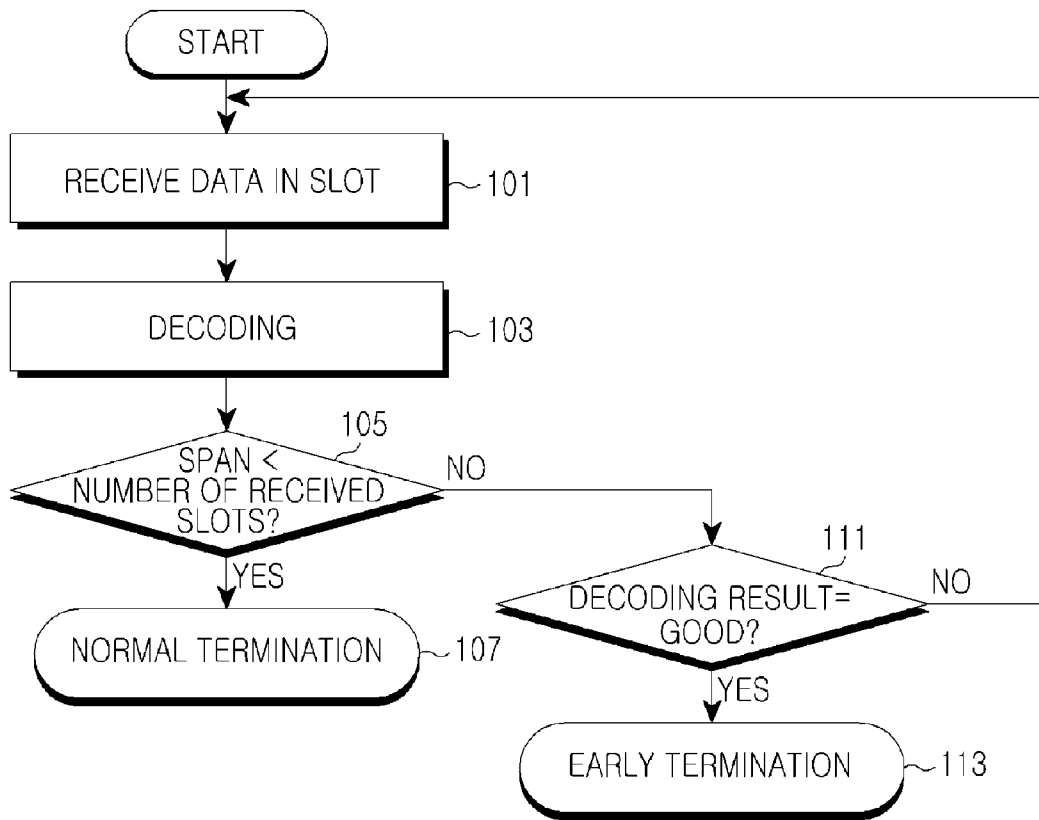 START
RECEIVE DATA IN SLOT
101
DECODING
103
105
SPAN <
NUMBER OF RECEIVED
SLOTS?
NO
YES
NORMAL TERMINATION
107
111
DECODING RESULT=
GOOD?
NO
YES
EARLY TERMINATION
113